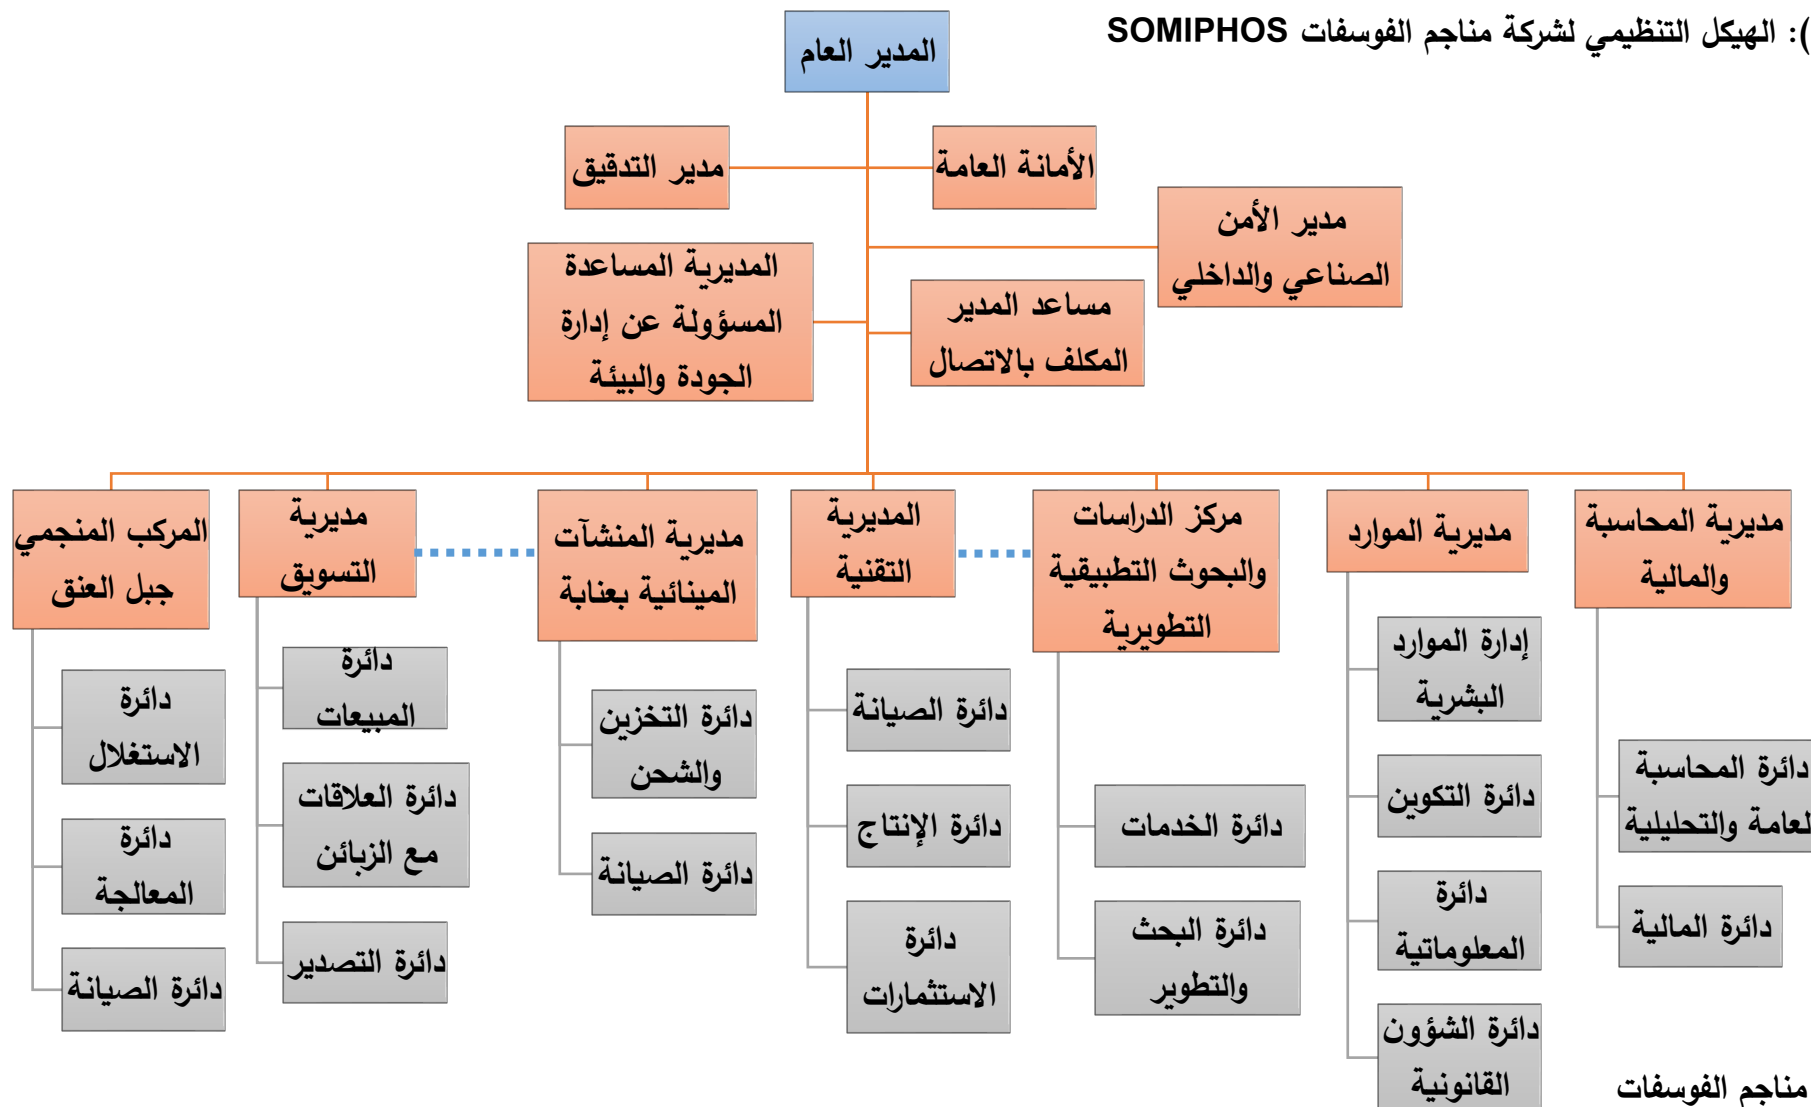 ): الهيكل التنظيمي لشركة مناجم الفوسفات SOMIPHOS
المدير العام
الأمانة العامة
مدير التدقيق
مدير الأمن
الصناعي والداخلي
المديرية المساعدة
المسؤولة عن إدارة
الجودة والبيئة
مساعد المدير
المكلف بالاتصال
مديرية المحاسبة
والمالية
دائرة المحاسبة
لعامة والتحليلية
دائرة المالية
مديرية الموارد
إدارة الموارد
البشرية
دائرة التكوين
دائرة
المعلوماتية
دائرة الشؤون
القانونية
مركز الدراسات
والبحوث التطبيقية
التطويرية
دائرة الخدمات
دائرة البحث
والتطوير
المديرية
التقنية
دائرة الصيانة
دائرة الإنتاج
دائرة
الاستثمارات
مديرية المنشآت
المينائية بعنابة
دائرة التخزين
والشحن
دائرة الصيانة
مديرية
التسويق
دائرة
المبيعات
دائرة العلاقات
مع الزبائن
دائرة التصدير
المركب المنجمي
جبل العنق
دائرة
الاستغلال
دائرة
المعالجة
دائرة الصيانة
مناجم الفوسفات